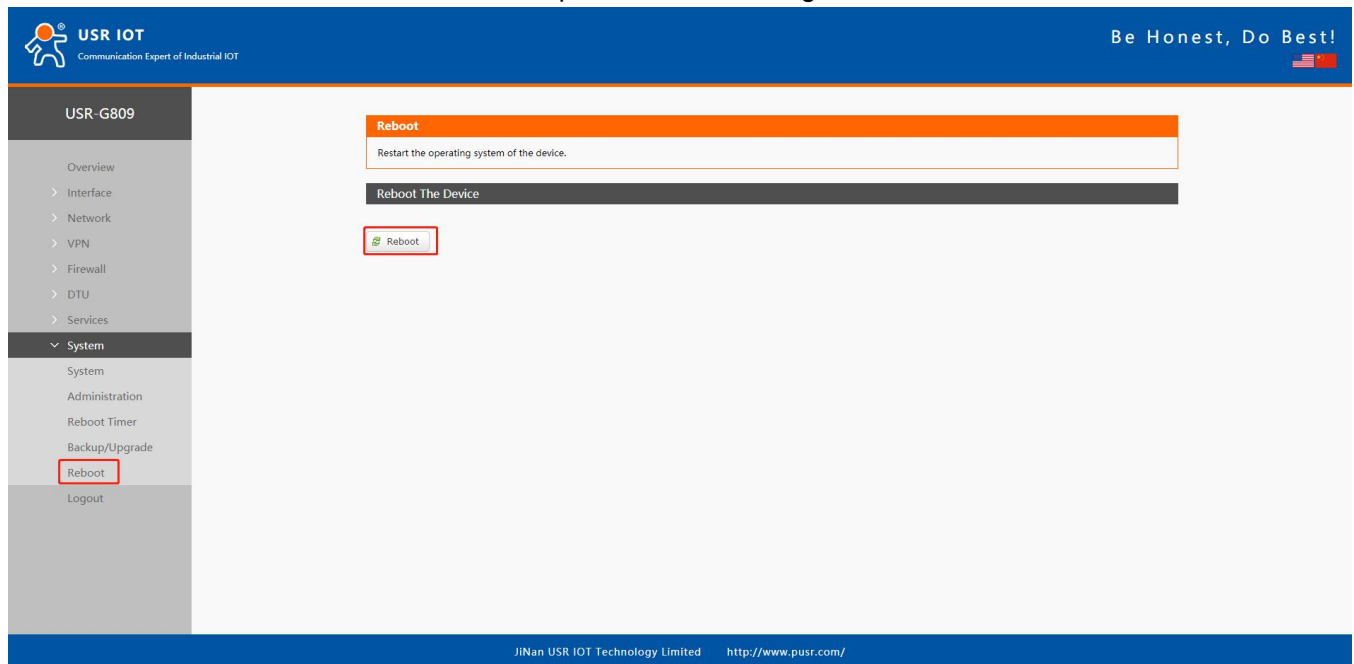 USR IOT
Communication Expert of Industrial IOT
Be Honest, Do Best!
USR-G809
Overview
Interface
Network
VPN
Firewall
DTU
Services
System
System
Administration
Reboot Timer
Backup/Upgrade
Reboot
Logout
Reboot
Restart the operating system of the device.
Reboot The Device
Reboot
JiNan USR IOT Technology Limited http://www.pusr.com/